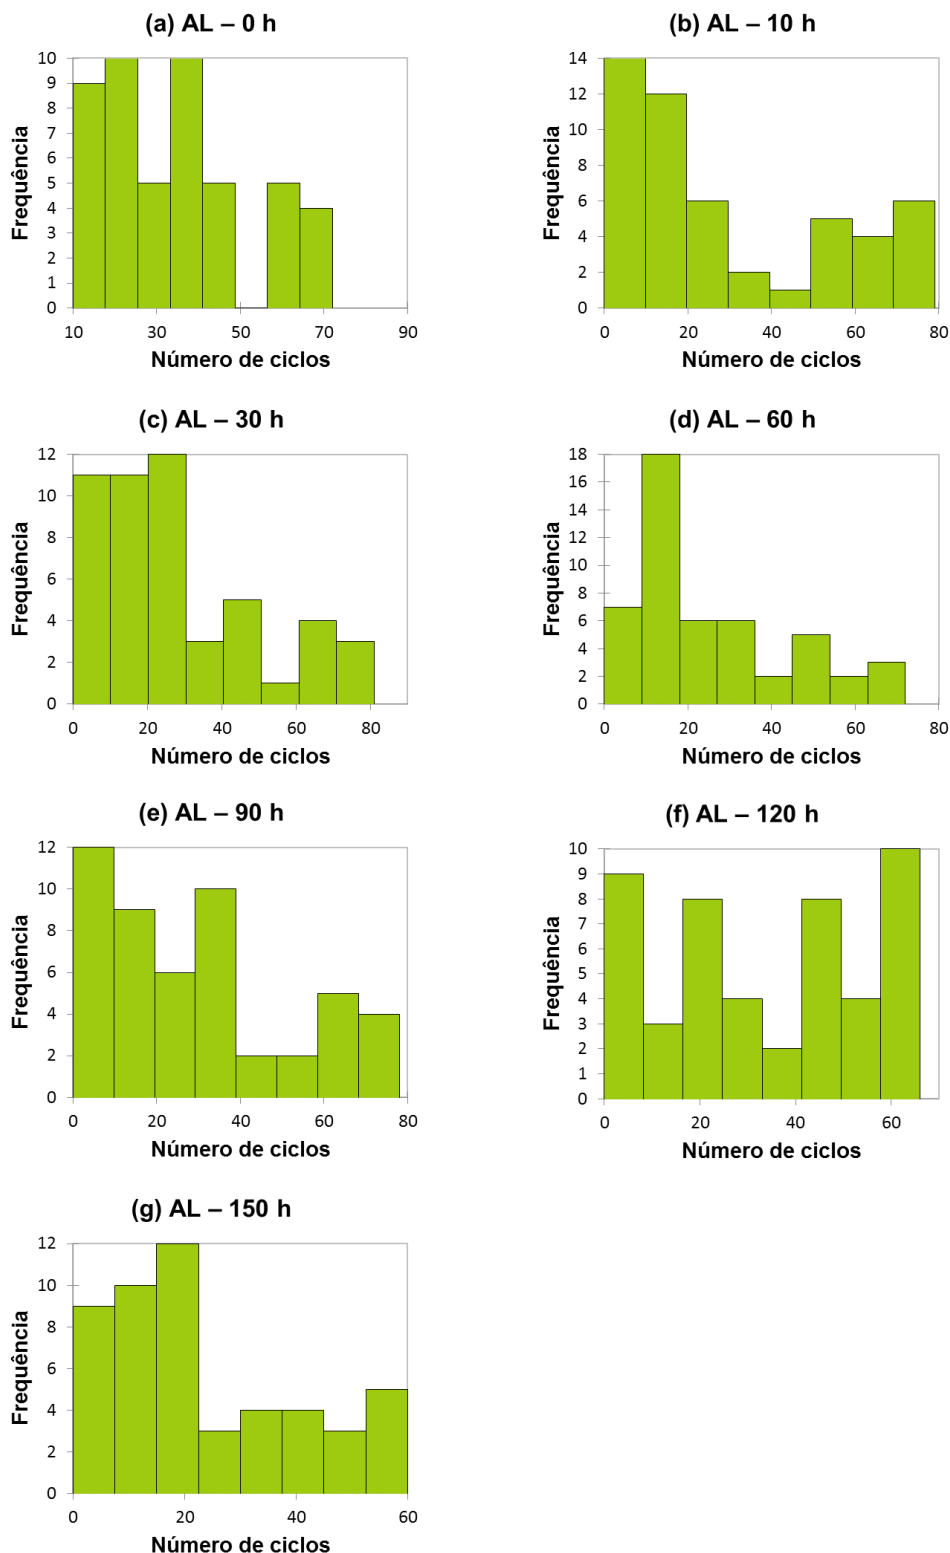 (a) AL – 0 h
10
9
8
7
6
5
4
3
2
1
0
Frequência
10 30 50 70 90
Número de ciclos
(b) AL – 10 h
14
12
10
8
6
4
2
0
Frequência
0 20 40 60 80
Número de ciclos
(c) AL – 30 h
12
10
8
6
4
2
0
Frequência
0 20 40 60 80
Número de ciclos
(d) AL – 60 h
18
16
14
12
10
8
6
4
2
0
Frequência
0 20 40 60 80
Número de ciclos
(e) AL – 90 h
12
10
8
6
4
2
0
Frequência
0 20 40 60 80
Número de ciclos
(f) AL – 120 h
10
9
8
7
6
5
4
3
2
1
0
Frequência
0 20 40 60
Número de ciclos
(g) AL – 150 h
12
10
8
6
4
2
0
Frequência
0 20 40 60
Número de ciclos